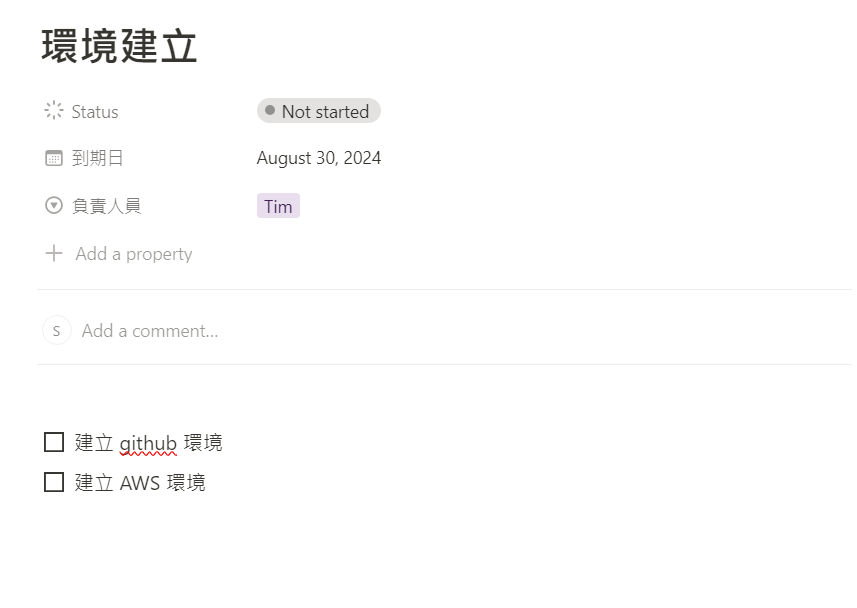 環境建立
Status Not started
到期日 August 30, 2024
負責人員 Tim
Add a property
S Add a comment...
建立 github 環境
建立 AWS 環境